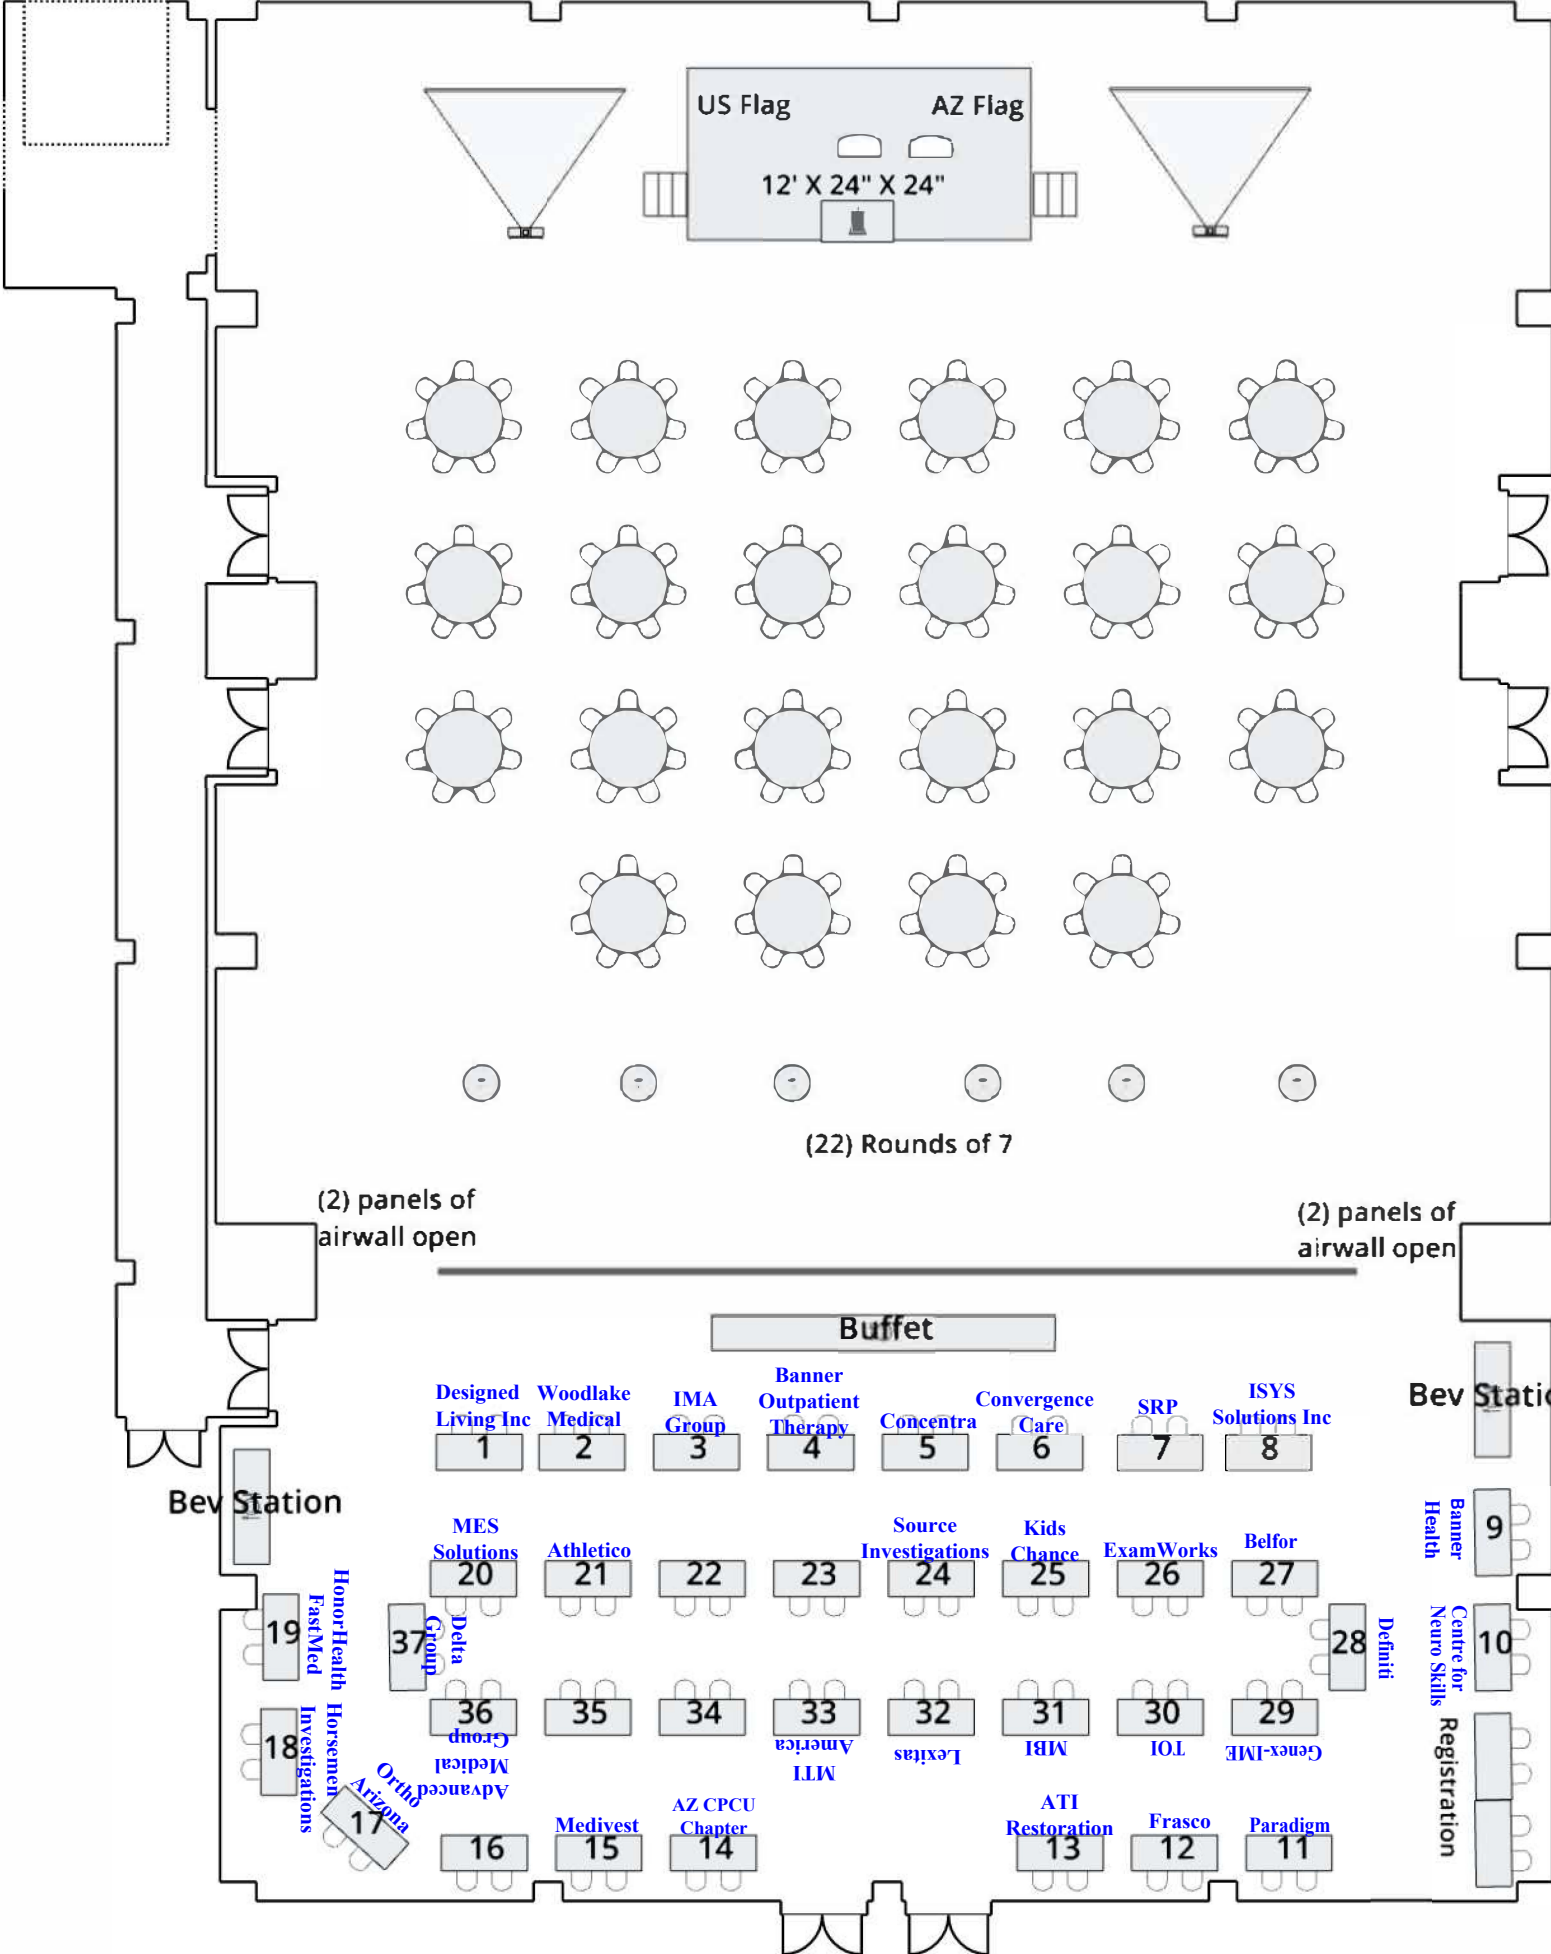 US Flag
AZ Flag
12' X 24" X 24"
(22) Rounds of 7
(2) panels of
airwall open
(2) panels of
airwall open
Buffet
Designed
Living Inc
1
Woodlake
Medical
2
IMA
Group
3
Banner
Outpatient
Therapy
4
Concentra
5
Convergence
Care
6
SRP
7
ISYS
Solutions Inc
8
Bev Statio
Bev Station
Banner
Health
9
MES
Solutions
20
Athletico
21
22
23
Source
Investigations
24
Kids
Chance
25
ExamWorks
26
Belfor
27
HonorHealth
FastMed
19
37
Delta
Group
28
Definiti
Centre for
Neuro Skills
10
36
Advanced
Medical
Group
35
34
33
MTI
America
32
Lexitas
31
MBI
30
TOI
29
Genex-IME
18
Horsemen
Investigations
Ortho
Arizona
17
16
Medivest
15
AZ CPCU
Chapter
14
ATI
Restoration
13
Frasco
12
Paradigm
11
Registration